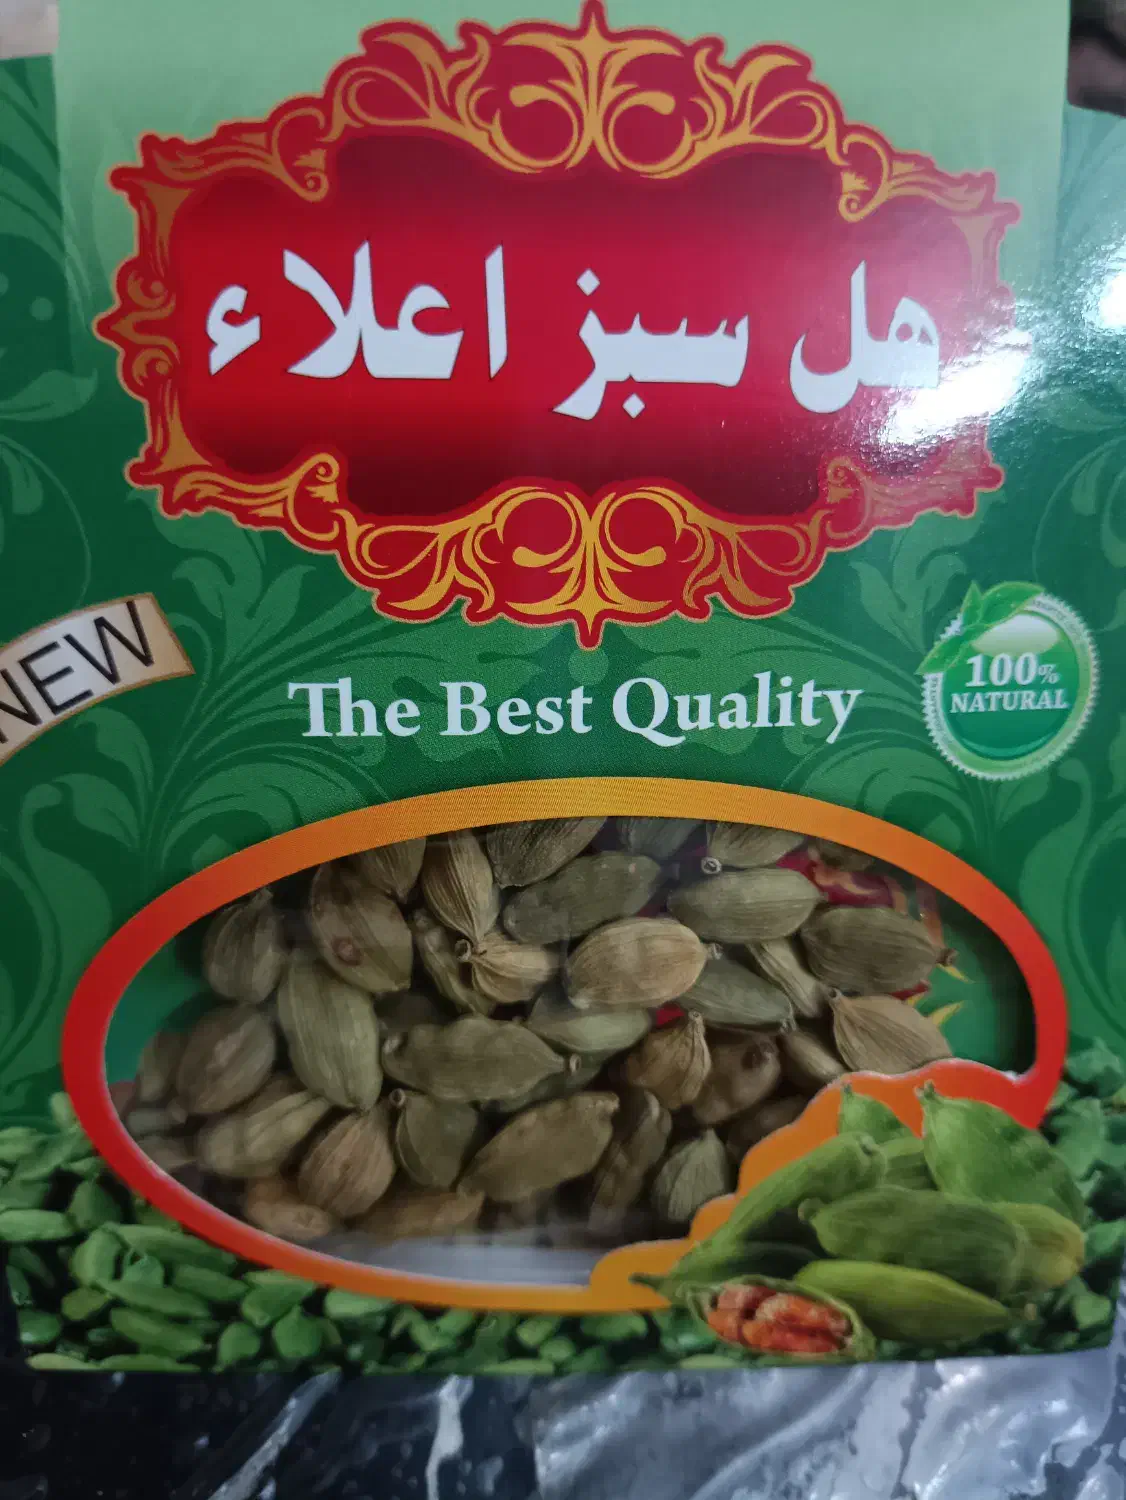 هل سبز اعلاء
NEW
The Best Quality
100%
NATURAL